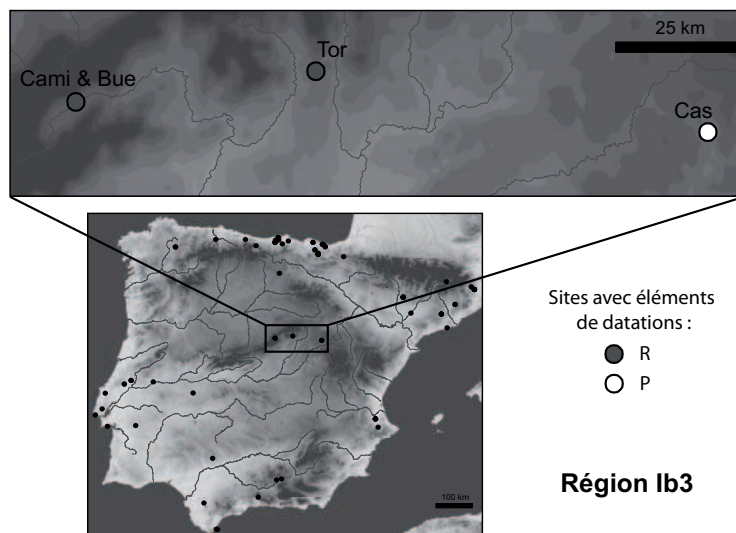 25 km
Tor
Cami & Bue
Cas
Sites avec éléments
de datations :
R
P
Région Ib3
100 km